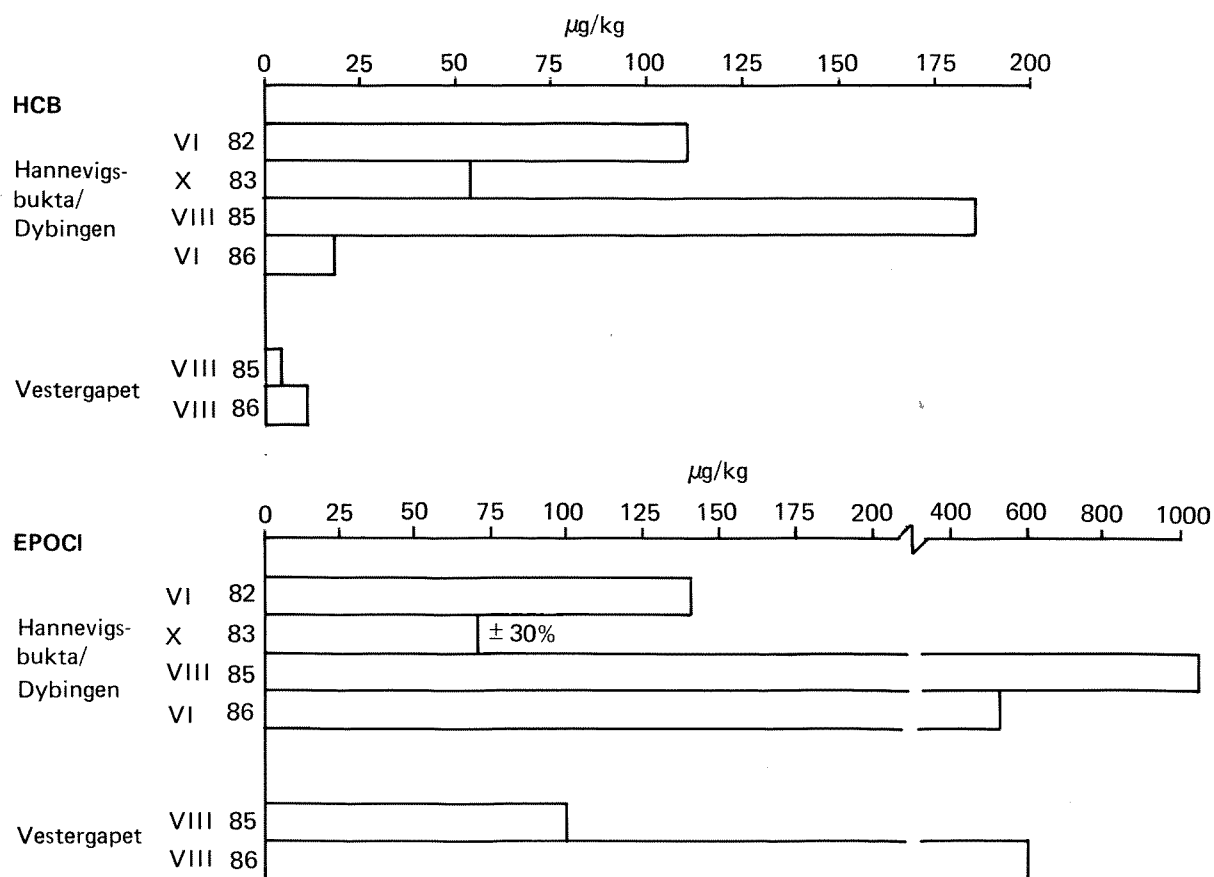 µg/kg
0 25 50 75 100 125 150 175 200
HCB
Hannevigs-
bukta/
Dybingen
VI 82
X 83
VIII 85
VI 86
Vestergapet
VIII 85
VIII 86
µg/kg
0 25 50 75 100 125 150 175 200 400 600 800 1000
EPOCl
Hannevigs-
bukta/
Dybingen
VI 82
X 83 ± 30%
VIII 85
VI 86
Vestergapet
VIII 85
VIII 86